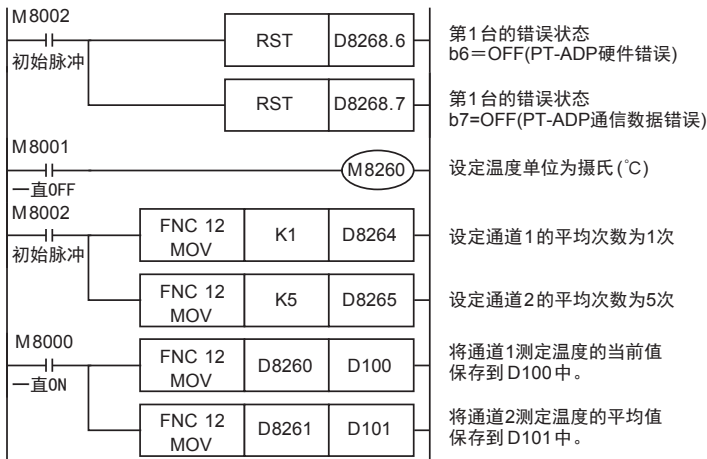 M8002
初始脉冲
RST D8268.6
第1台的错误状态
b6=OFF(PT-ADP硬件错误)
RST D8268.7
第1台的错误状态
b7=OFF(PT-ADP通信数据错误)
M8001
一直OFF
M8260
设定温度单位为摄氏(℃)
M8002
初始脉冲
FNC 12
MOV
K1 D8264
设定通道1的平均次数为1次
FNC 12
MOV
K5 D8265
设定通道2的平均次数为5次
M8000
一直ON
FNC 12
MOV
D8260 D100
将通道1测定温度的当前值
保存到D100中。
FNC 12
MOV
D8261 D101
将通道2测定温度的平均值
保存到D101中。